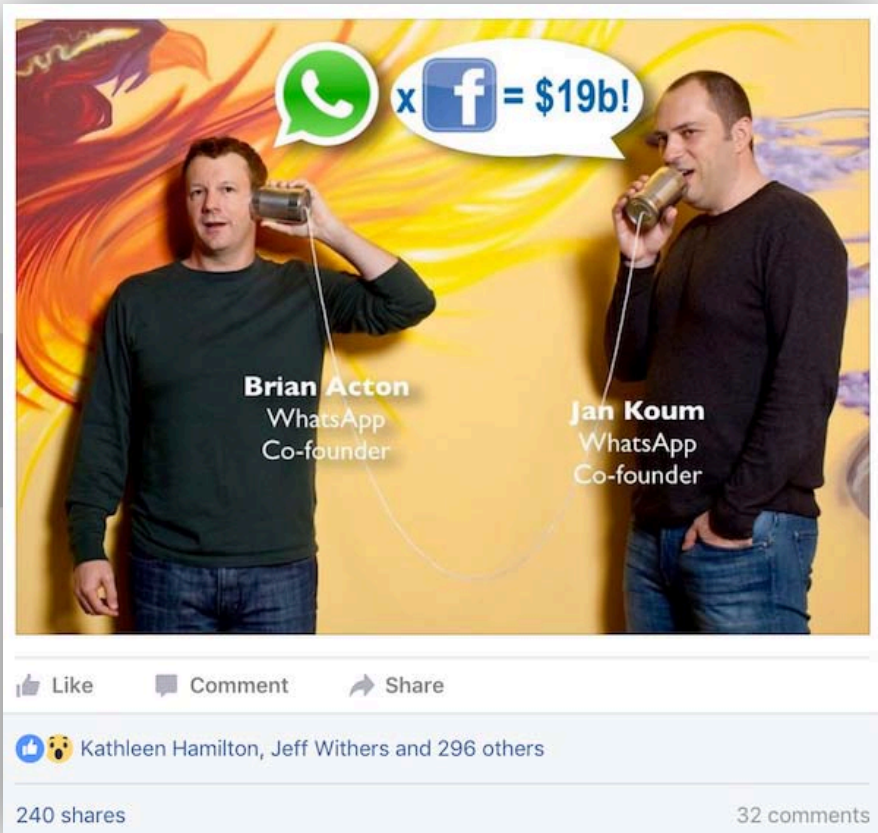 x f = $19b!
Brian Acton
WhatsApp
Co-founder
Jan Koum
WhatsApp
Co-founder
Like Comment Share
Kathleen Hamilton, Jeff Withers and 296 others
240 shares 32 comments